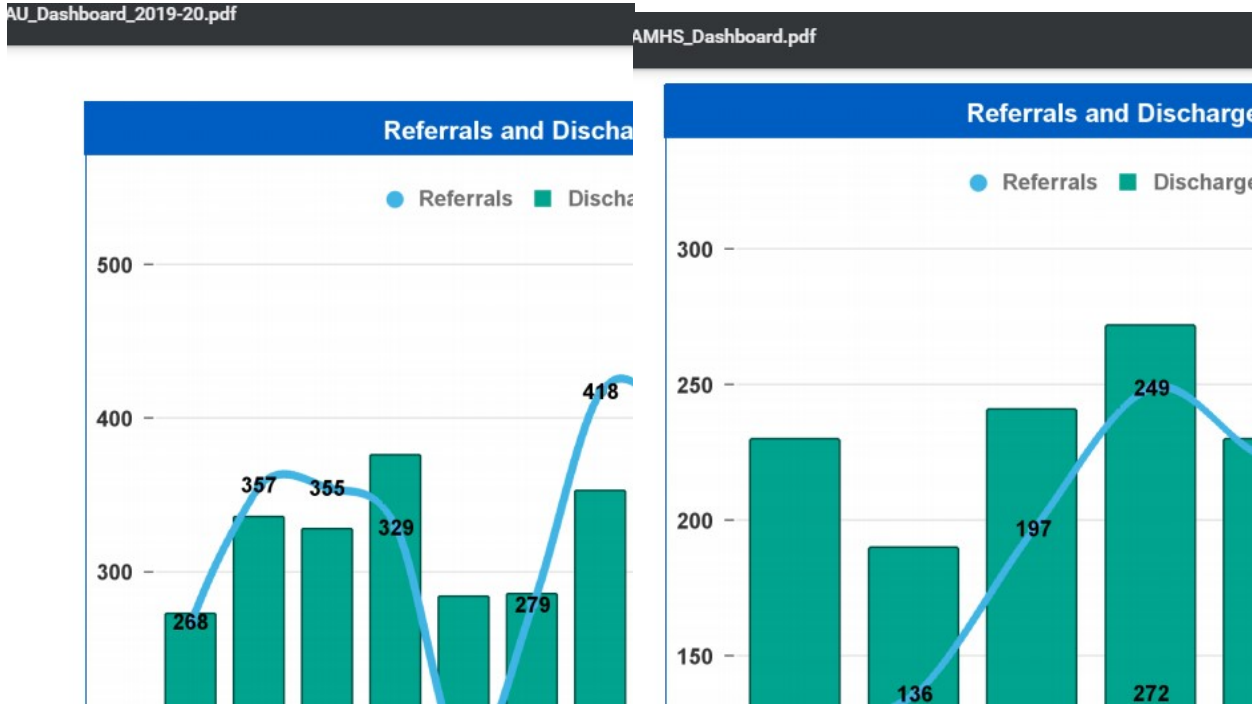 AU_Dashboard_2019-20.pdf
Referrals and Discha
Referrals Discha
500
400
300
268
357
355
329
279
418
AMHS_Dashboard.pdf
Referrals and Discharge
Referrals Discharge
300
250
200
150
136
197
249
272